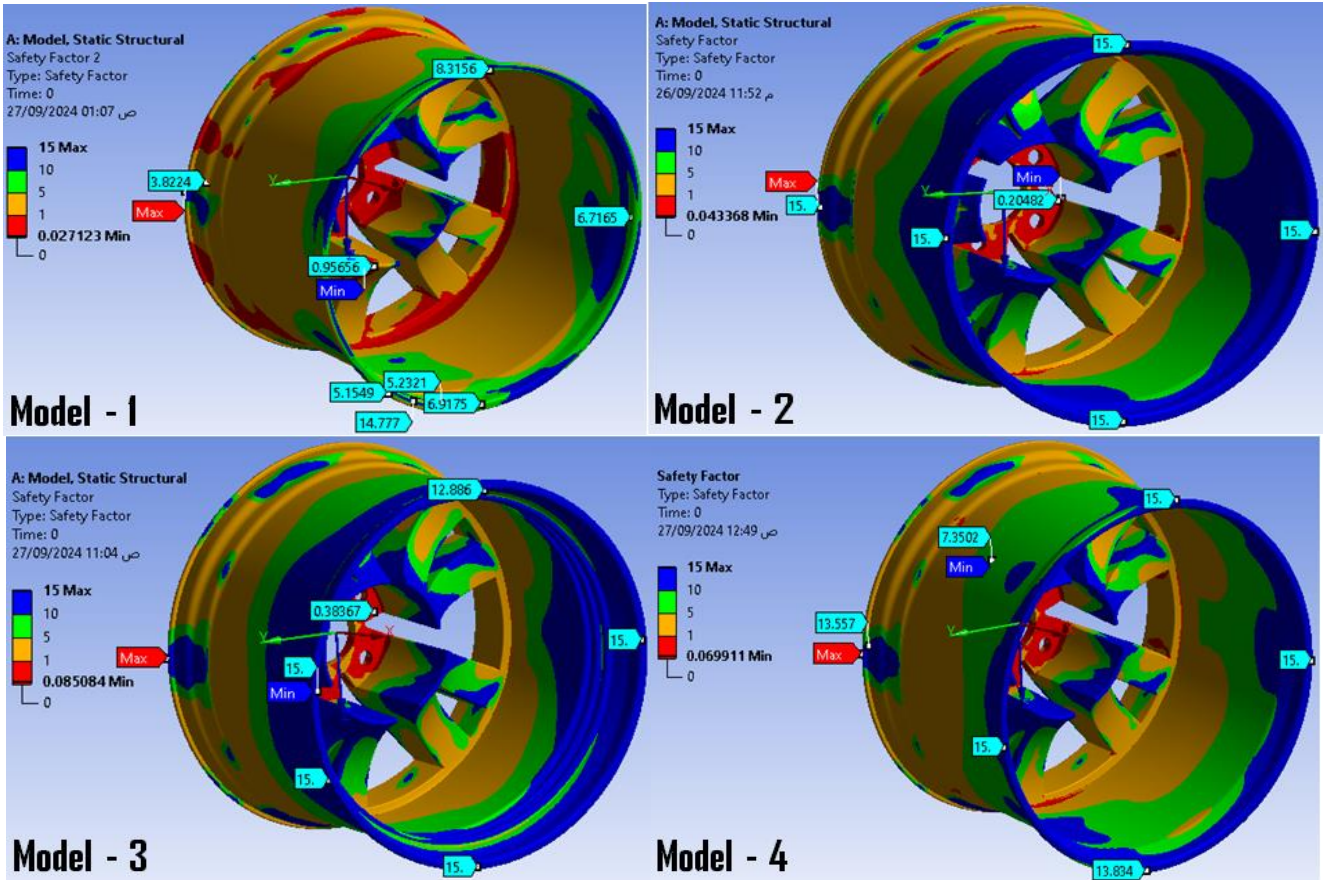 A: Model, Static Structural
Safety Factor 2
Type: Safety Factor
Time: 0
27/09/2024 01:07 ص
15 Max
10
5
1
0.027123 Min
0
3.8224
Max
8.3156
Y
6.7165
0.95656
Min
5.2321
5.1549
6.9175
14.777
Model - 1
A: Model, Static Structural
Safety Factor
Type: Safety Factor
Time: 0
26/09/2024 11:52 م
15 Max
10
5
1
0.043368 Min
0
15.
Max
15.
Min
Y
0.20482
15.
15.
15.
Model - 2
A: Model, Static Structural
Safety Factor
Type: Safety Factor
Time: 0
27/09/2024 11:04 ص
15 Max
10
5
1
0.085084 Min
0
12.886
0.38367
Y
X
Max
15.
15.
Min
15.
15.
Model - 3
Safety Factor
Type: Safety Factor
Time: 0
27/09/2024 12:49 ص
15 Max
10
5
1
0.069911 Min
0
15.
7.3502
Min
13.557
Y
Max
15.
15.
13.834
Model - 4